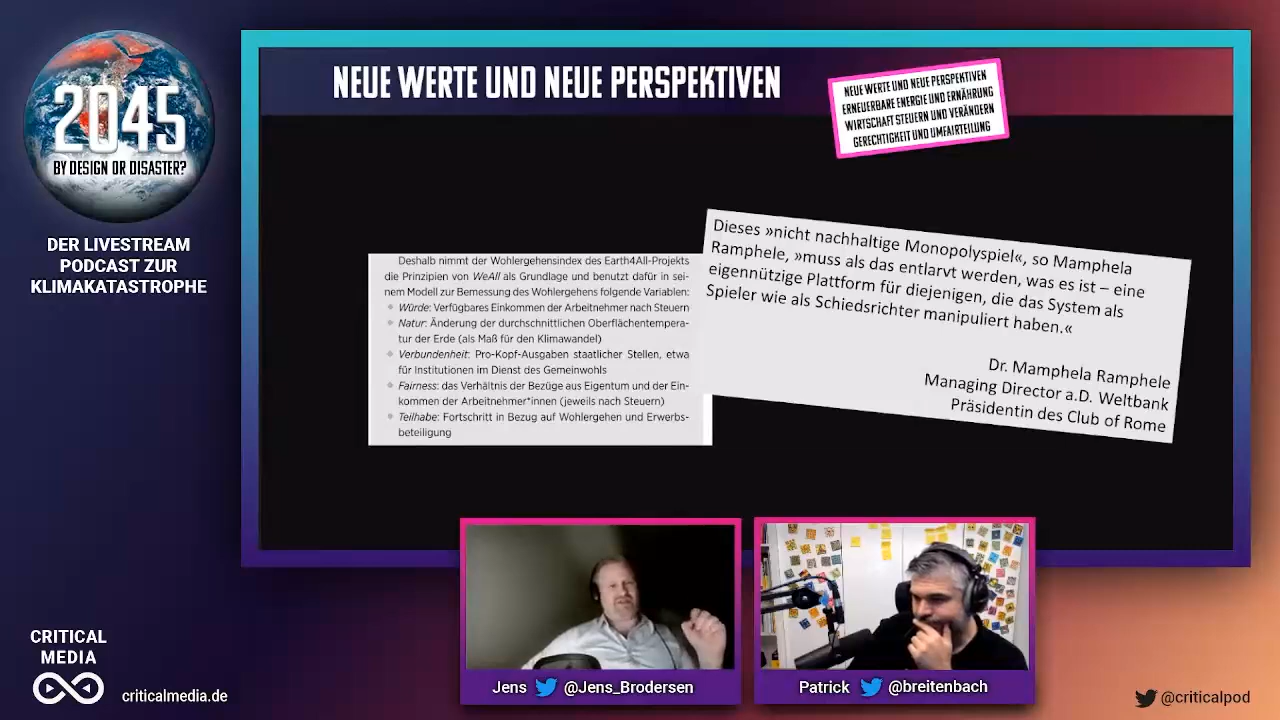 2045
BY DESIGN OR DISASTER?
DER LIVESTREAM
PODCAST ZUR
KLIMAKATASTROPHE
NEUE WERTE UND NEUE PERSPEKTIVEN
NEUE WERTE UND NEUE PERSPEKTIVEN
ERNEUERBARE ENERGIE UND ERNÄHRUNG
WIRTSCHAFT STEUERN UND VERÄNDERN
GERECHTIGKEIT UND UMFAIRTEILUNG
Deshalb nimmt der Wohlergehensindex des Earth4All-Projekts
die Prinzipien von WeAll als Grundlage und benutzt dafür in sei-
nem Modell zur Bemessung des Wohlergehens folgende Variablen:
Würde: Verfügbares Einkommen der Arbeitnehmer nach Steuern
Natur: Änderung der durchschnittlichen Oberflächentempera-
tur der Erde (als Maß für den Klimawandel)
Verbundenheit: Pro-Kopf-Ausgaben staatlicher Stellen, etwa
für Institutionen im Dienst des Gemeinwohls
Fairness: das Verhältnis der Bezüge aus Eigentum und der Ein-
kommen der Arbeitnehmer*innen (jeweils nach Steuern)
Teilhabe: Fortschritt in Bezug auf Wohlergehen und Erwerbs-
beteiligung
Dieses »nicht nachhaltige Monopolyspiel«, so Mamphela
Ramphele, »muss als das entlarvt werden, was es ist – eine
eigennützige Plattform für diejenigen, die das System als
Spieler wie als Schiedsrichter manipuliert haben.«
Dr. Mamphela Ramphele
Managing Director a.D. Weltbank
Präsidentin des Club of Rome
Jens @Jens_Brodersen
Patrick @breitenbach
CRITICAL
MEDIA
criticalmedia.de
@criticalpod